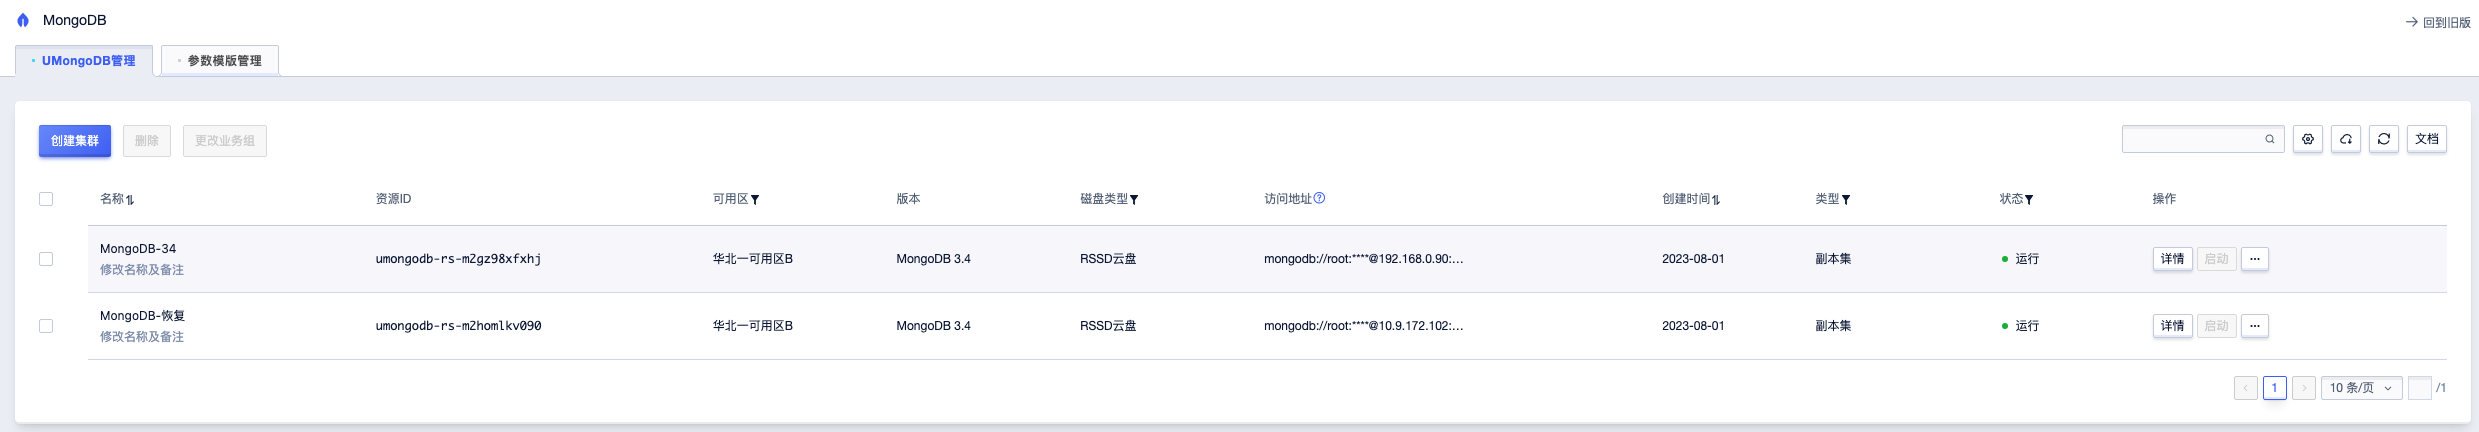 MongoDB
回到旧版
UMongoDB管理
参数模版管理
创建集群 删除 更改业务组
文档
名称 资源ID 可用区 版本 磁盘类型 访问地址 创建时间 类型 状态 操作
MongoDB-34
修改名称及备注
umongodb-rs-m2gz98xfxhj 华北一可用区B MongoDB 3.4 RSSD云盘 mongodb://root:****@192.168.0.90:... 2023-08-01 副本集 运行 详情 启动 ...
MongoDB-恢复
修改名称及备注
umongodb-rs-m2homlkv090 华北一可用区B MongoDB 3.4 RSSD云盘 mongodb://root:****@10.9.172.102:... 2023-08-01 副本集 运行 详情 启动 ...
1 10 条/页 /1